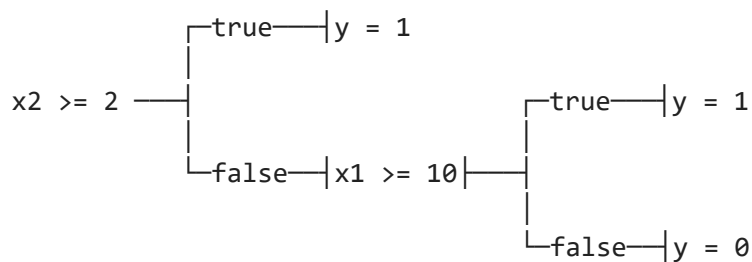 true y = 1
x2 >= 2 true y = 1
false x1 >= 10
false y = 0